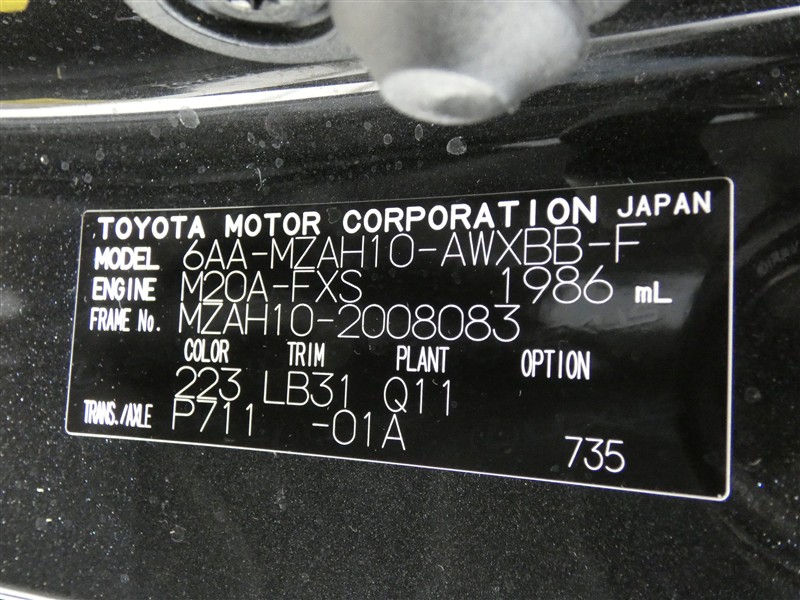 TOYOTA MOTOR CORPORATION JAPAN
MODEL 6AA-MZAH10-AWXBB-F
ENGINE M20A-FXS 1986 mL
FRAME No. MZAH10-2008083
COLOR TRIM PLANT OPTION
223 LB31 Q11
TRANS./AXLE P711 -01A
735